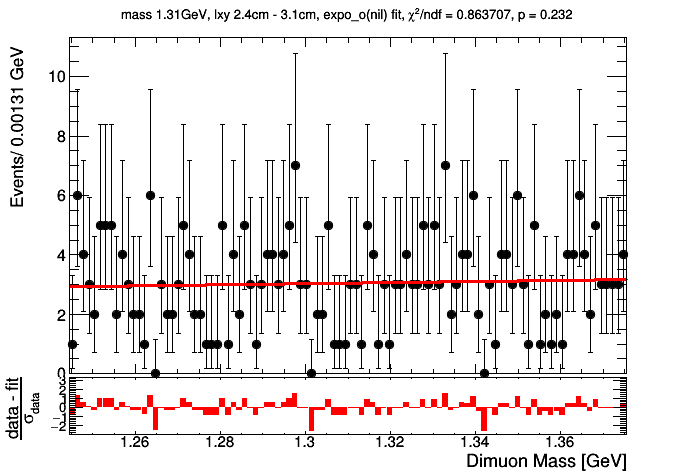 mass 1.31GeV, lxy 2.4cm - 3.1cm, expo_o(nil) fit, χ²/ndf = 0.863707, p = 0.232
Events/ 0.00131 GeV
10
8
6
4
2
0
data - fit
σdata
3
2
0
−2
1.26 1.28 1.3 1.32 1.34 1.36
Dimuon Mass [GeV]